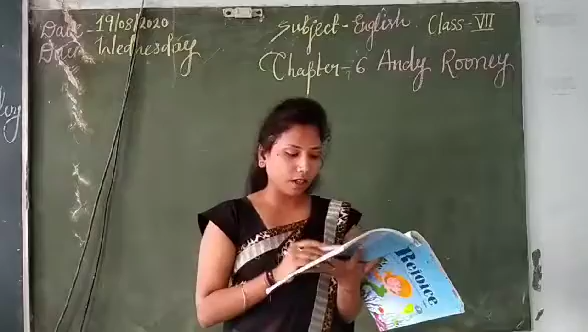 Date - 19/08/2020
Day - Wednesday
Subject - English. Class - VII
Chapter - 6 Andy Rooney
Rejoice